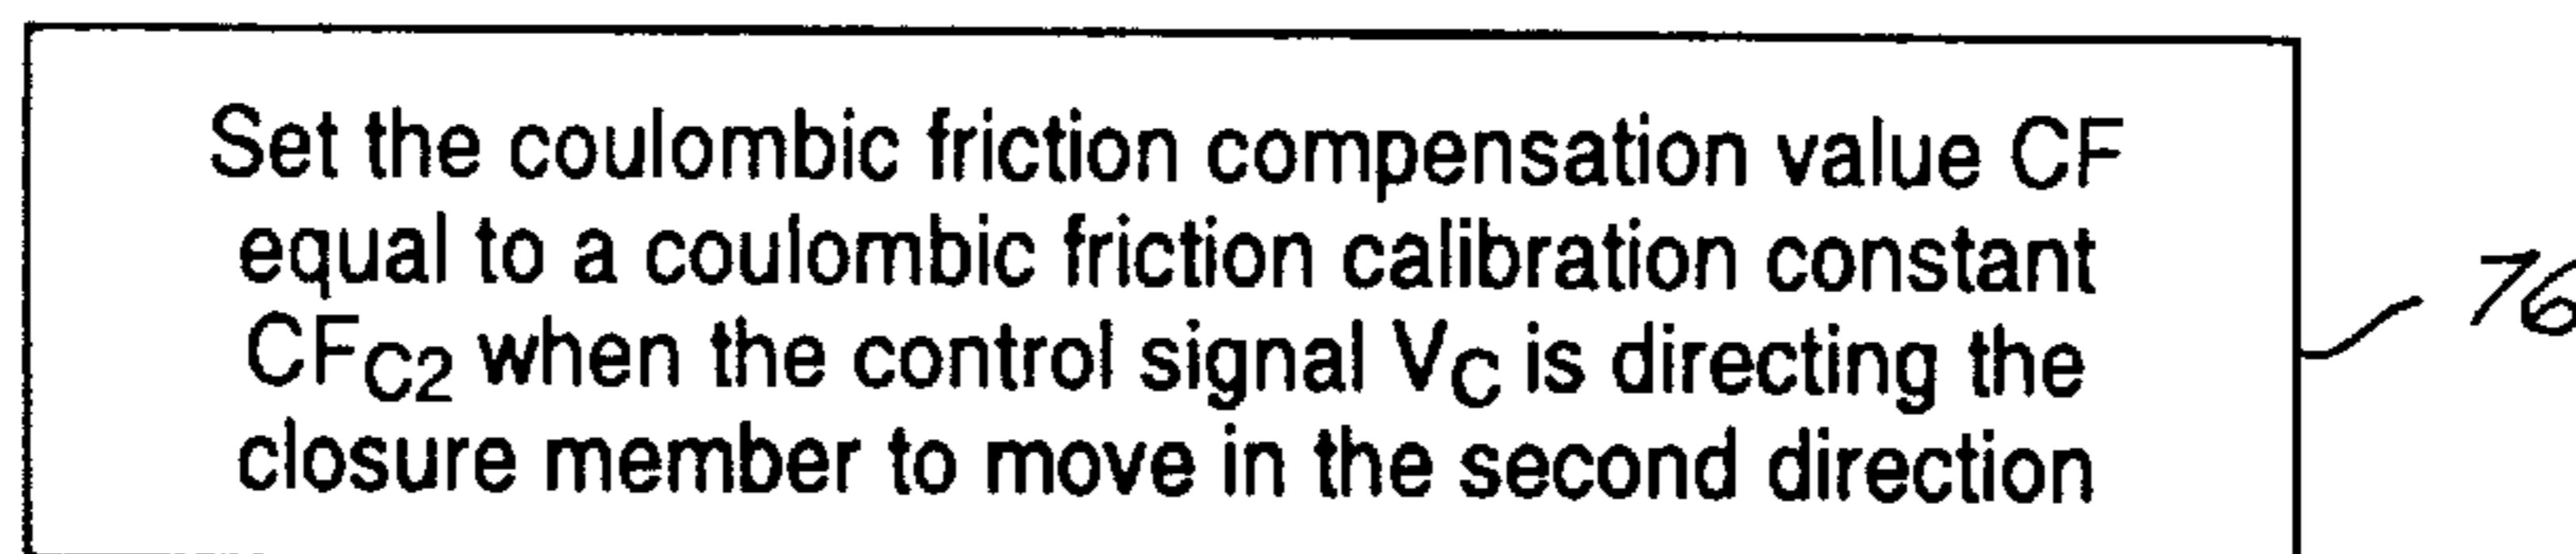 Set the coulombic friction compensation value CF
equal to a coulombic friction calibration constant
CFC2 when the control signal VC is directing the
closure member to move in the second direction
76